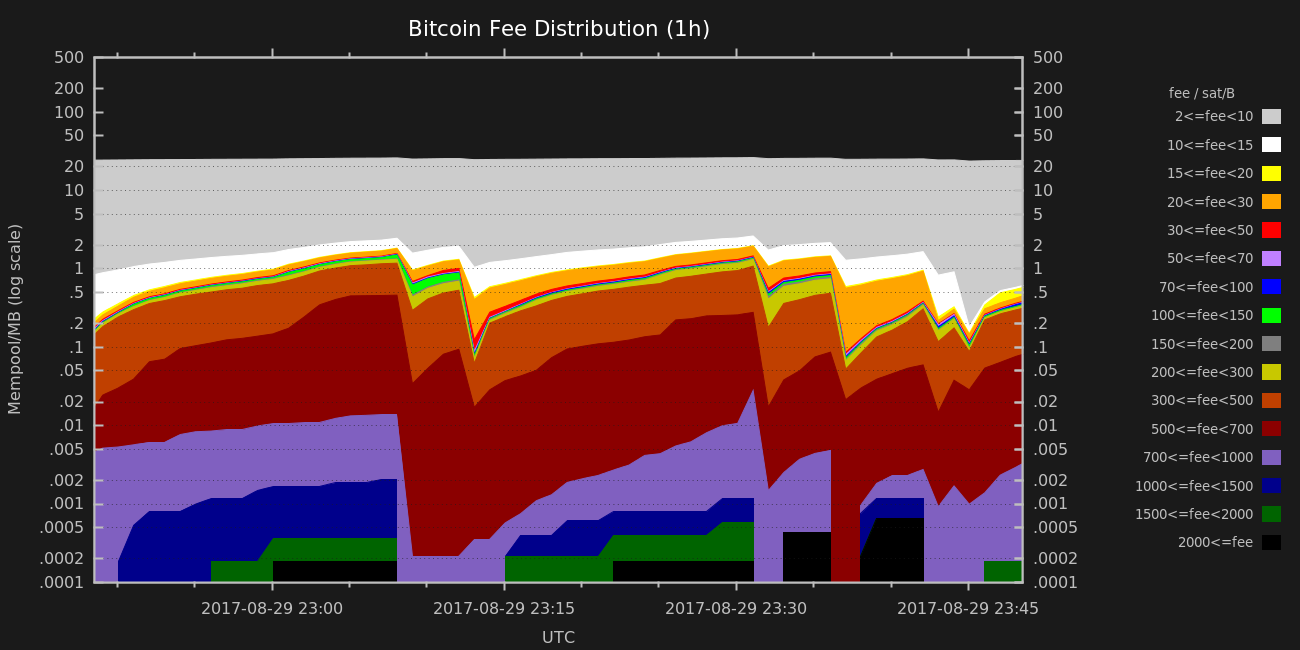 Bitcoin Fee Distribution (1h)
Mempool/MB (log scale)
500
200
100
50
20
10
5
2
1
.5
.2
.1
.05
.02
.01
.005
.002
.001
.0005
.0002
.0001
500
200
100
50
20
10
5
2
1
.5
.2
.1
.05
.02
.01
.005
.002
.001
.0005
.0002
.0001
2017-08-29 23:00
2017-08-29 23:15
2017-08-29 23:30
2017-08-29 23:45
UTC
fee / sat/B
2<=fee<10
10<=fee<15
15<=fee<20
20<=fee<30
30<=fee<50
50<=fee<70
70<=fee<100
100<=fee<150
150<=fee<200
200<=fee<300
300<=fee<500
500<=fee<700
700<=fee<1000
1000<=fee<1500
1500<=fee<2000
2000<=fee